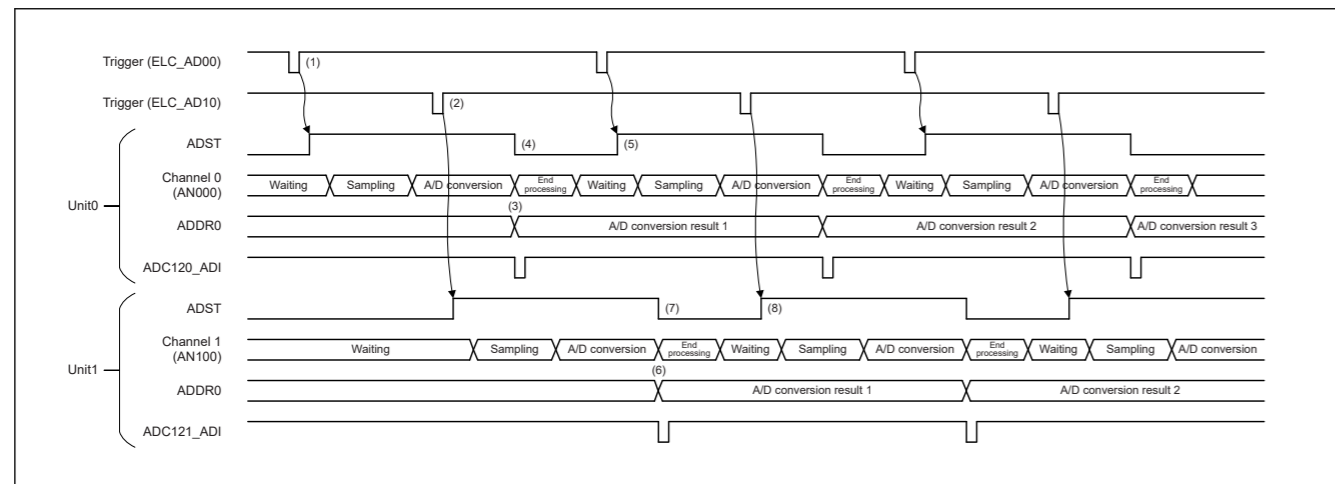 Trigger (ELC_AD00)
(1)
Trigger (ELC_AD10)
(2)
ADST
(4)
(5)
Channel 0
(AN000)
Waiting
Sampling
A/D conversion
End
processing
Waiting
Sampling
A/D conversion
End
processing
Waiting
Sampling
A/D conversion
End
processing
Unit0
(3)
ADDR0
A/D conversion result 1
A/D conversion result 2
A/D conversion result 3
ADC120_ADI
ADST
(7)
(8)
Channel 1
(AN100)
Waiting
Sampling
A/D conversion
End
processing
Waiting
Sampling
A/D conversion
End
processing
Waiting
Sampling
A/D conversion
Unit1
(6)
ADDR0
A/D conversion result 1
A/D conversion result 2
ADC121_ADI